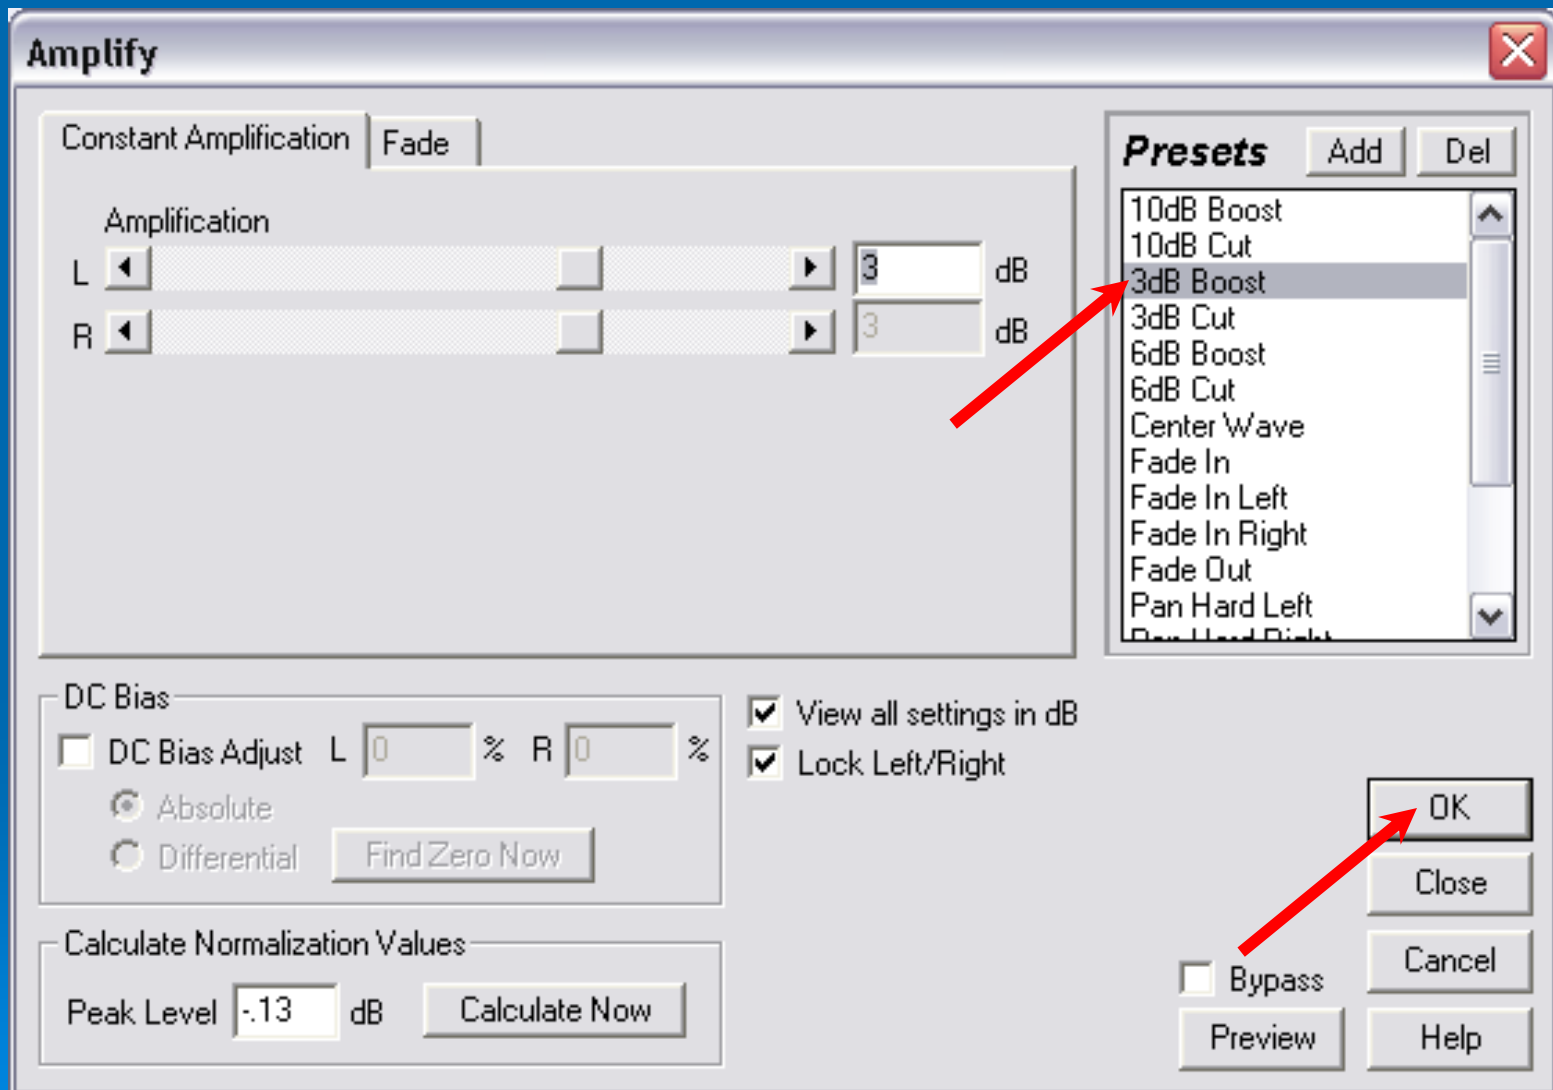 Amplify
Constant Amplification
Fade
Amplification
L 3 dB
R 3 dB
Presets Add Del
10dB Boost
10dB Cut
3dB Boost
3dB Cut
6dB Boost
6dB Cut
Center Wave
Fade In
Fade In Left
Fade In Right
Fade Out
Pan Hard Left
Pan Hard Right
DC Bias
DC Bias Adjust L 0 % R 0 %
Absolute
Differential Find Zero Now
View all settings in dB
Lock Left/Right
Calculate Normalization Values
Peak Level -.13 dB Calculate Now
OK
Close
Cancel
Bypass
Preview
Help